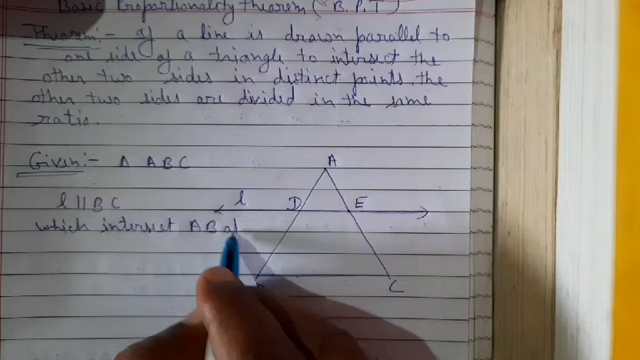 Basic Proportionality theorem (B.P.T)
Theorem:- If a line is drawn parallel to
one side of a triangle to intersect the
other two sides in distinct points, the
other two sides are divided in the same
ratio.
Given:- Δ ABC
l || BC
which intersect AB at
A
l
D
E
B
C